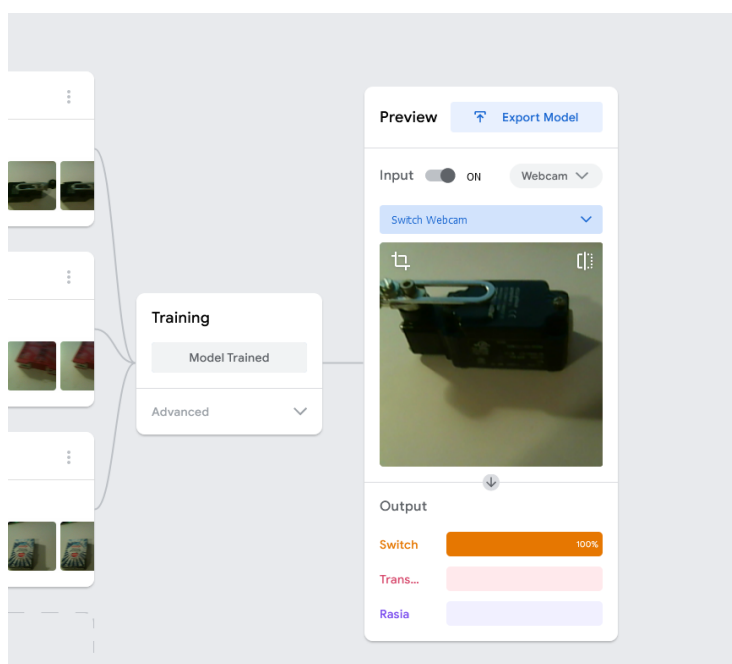 Preview
Export Model
Input
ON
Webcam
Switch Webcam
Training
Model Trained
Advanced
Output
Switch
100%
Trans...
Rasia